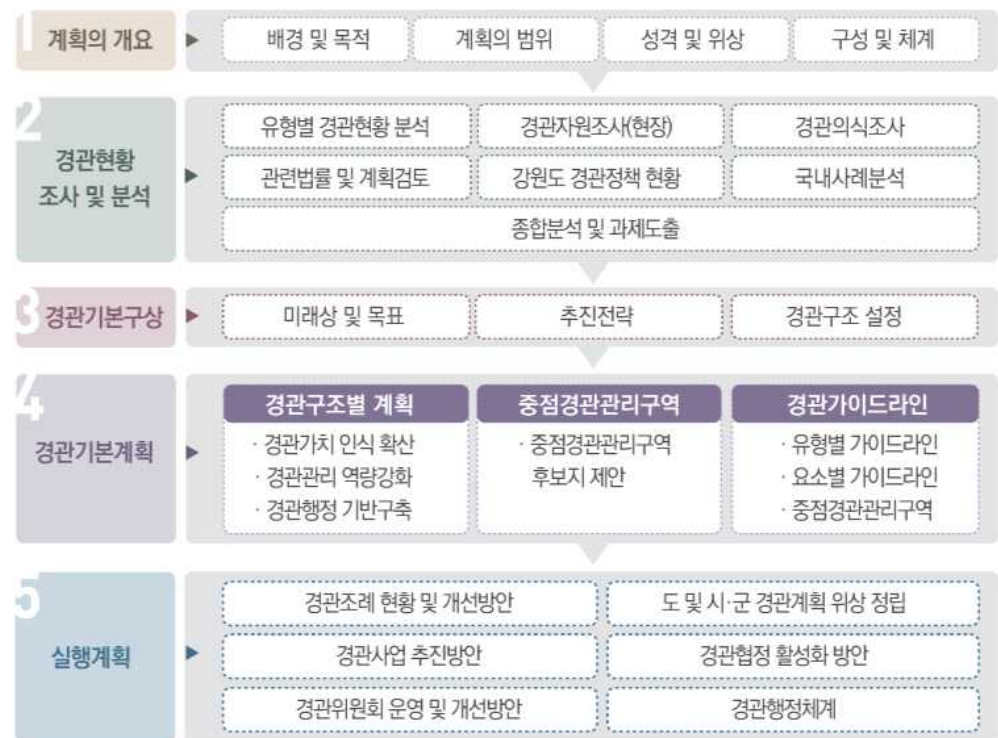 1
계획의 개요
배경 및 목적
계획의 범위
성격 및 위상
구성 및 체계
2
경관현황
조사 및 분석
유형별 경관현황 분석
경관자원조사(현장)
경관의식조사
관련법률 및 계획검토
강원도 경관정책 현황
국내사례분석
종합분석 및 과제도출
3
경관기본구상
미래상 및 목표
추진전략
경관구조 설정
4
경관기본계획
경관구조별 계획
· 경관가치 인식 확산
· 경관관리 역량강화
· 경관행정 기반구축
중점경관관리구역
· 중점경관관리구역
후보지 제안
경관가이드라인
· 유형별 가이드라인
· 요소별 가이드라인
· 중점경관관리구역
5
실행계획
경관조례 현황 및 개선방안
도 및 시·군 경관계획 위상 정립
경관사업 추진방안
경관협정 활성화 방안
경관위원회 운영 및 개선방안
경관행정체계